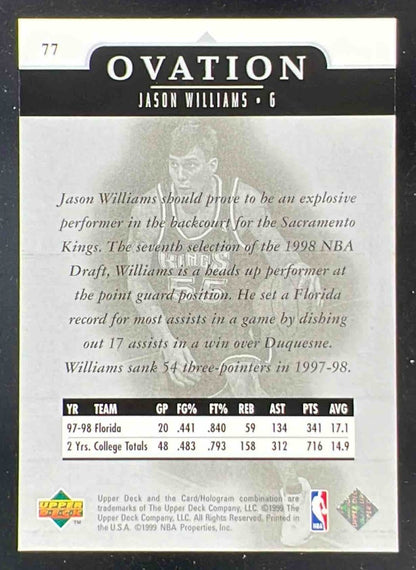 77
OVATION
JASON WILLIAMS • G
Jason Williams should prove to be an explosive
performer in the backcourt for the Sacramento
Kings. The seventh selection of the 1998 NBA
Draft, Williams is a heads up performer at
the point guard position. He set a Florida
record for most assists in a game by dishing
out 17 assists in a win over Duquesne.
Williams sank 54 three-pointers in 1997-98.
KINGS
55
YR TEAM GP FG% FT% REB AST PTS AVG
97-98 Florida 20 .441 .840 59 134 341 17.1
2 Yrs. College Totals 48 .483 .793 158 312 716 14.9
UPPER DECK ™
Upper Deck and the Card/Hologram combination are
trademarks of The Upper Deck Company, LLC. ©1999 The
Upper Deck Company, LLC. All Rights Reserved. Printed in
the U.S.A. ©1999 NBA Properties, Inc.
NBA